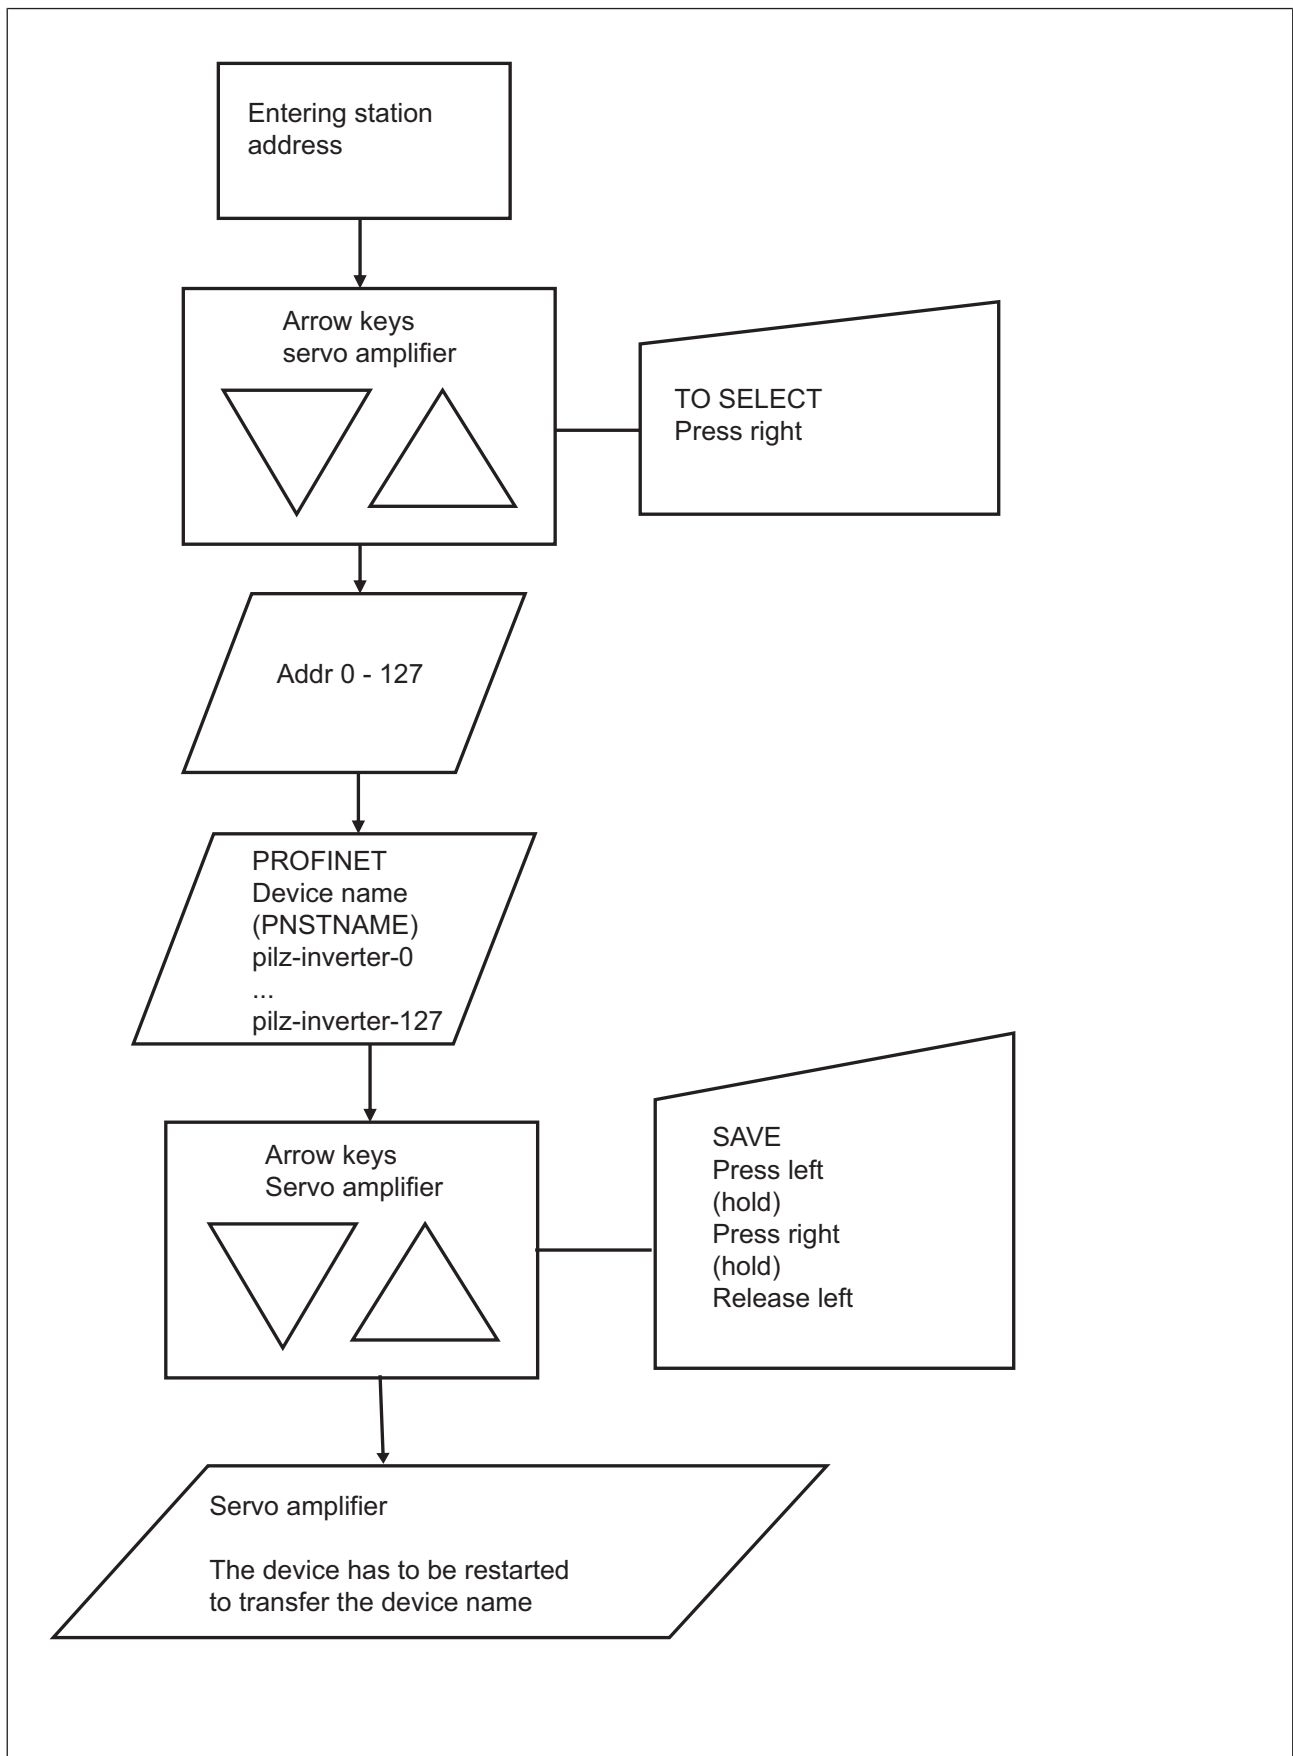 Entering station
address
Arrow keys
servo amplifier
TO SELECT
Press right
Addr 0 - 127
PROFINET
Device name
(PNSTNAME)
pilz-inverter-0
...
pilz-inverter-127
Arrow keys
Servo amplifier
SAVE
Press left
(hold)
Press right
(hold)
Release left
Servo amplifier
The device has to be restarted
to transfer the device name